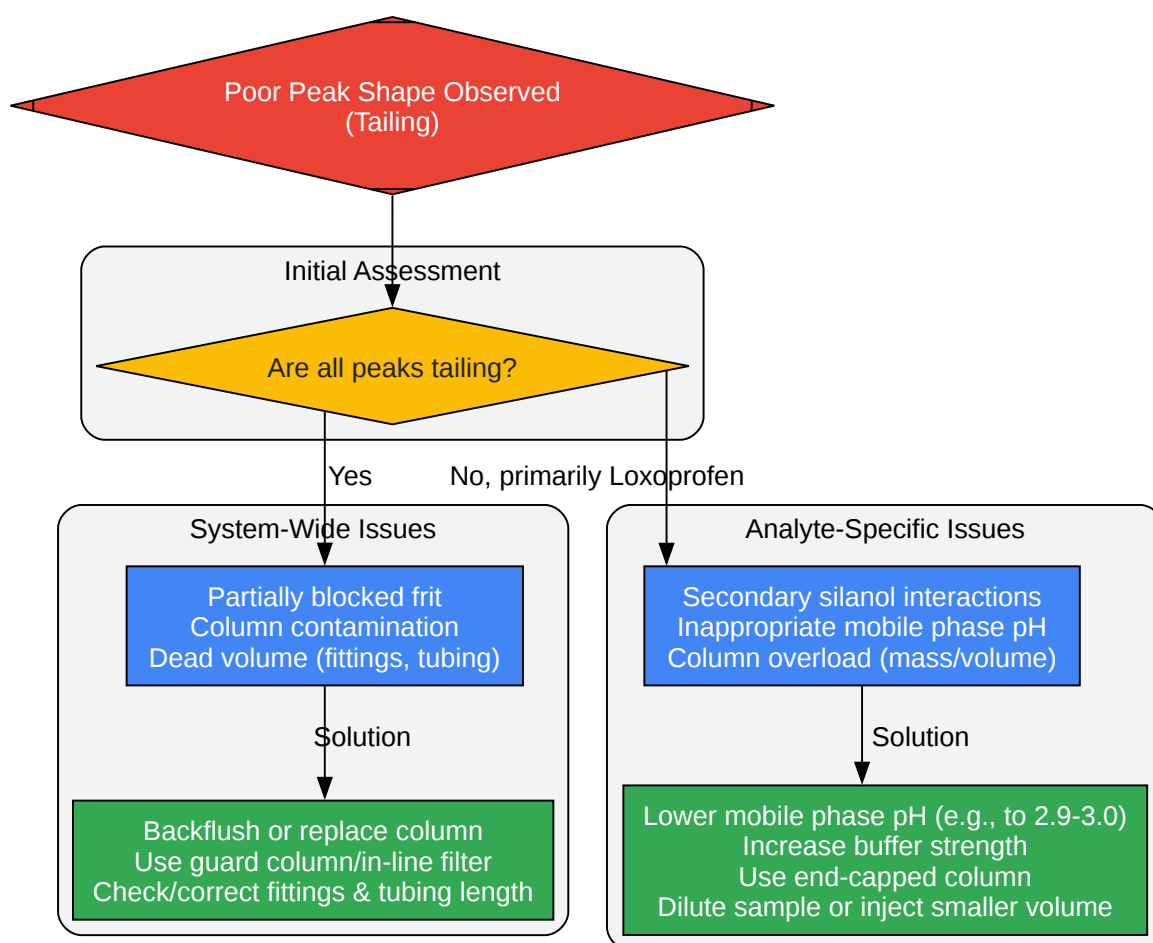 Poor Peak Shape Observed
(Tailing)
Initial Assessment
Are all peaks tailing?
Yes
No, primarily Loxoprofen
System-Wide Issues
Partially blocked frit
Column contamination
Dead volume (fittings, tubing)
Solution
Backflush or replace column
Use guard column/in-line filter
Check/correct fittings & tubing length
Analyte-Specific Issues
Secondary silanol interactions
Inappropriate mobile phase pH
Column overload (mass/volume)
Solution
Lower mobile phase pH (e.g., to 2.9-3.0)
Increase buffer strength
Use end-capped column
Dilute sample or inject smaller volume